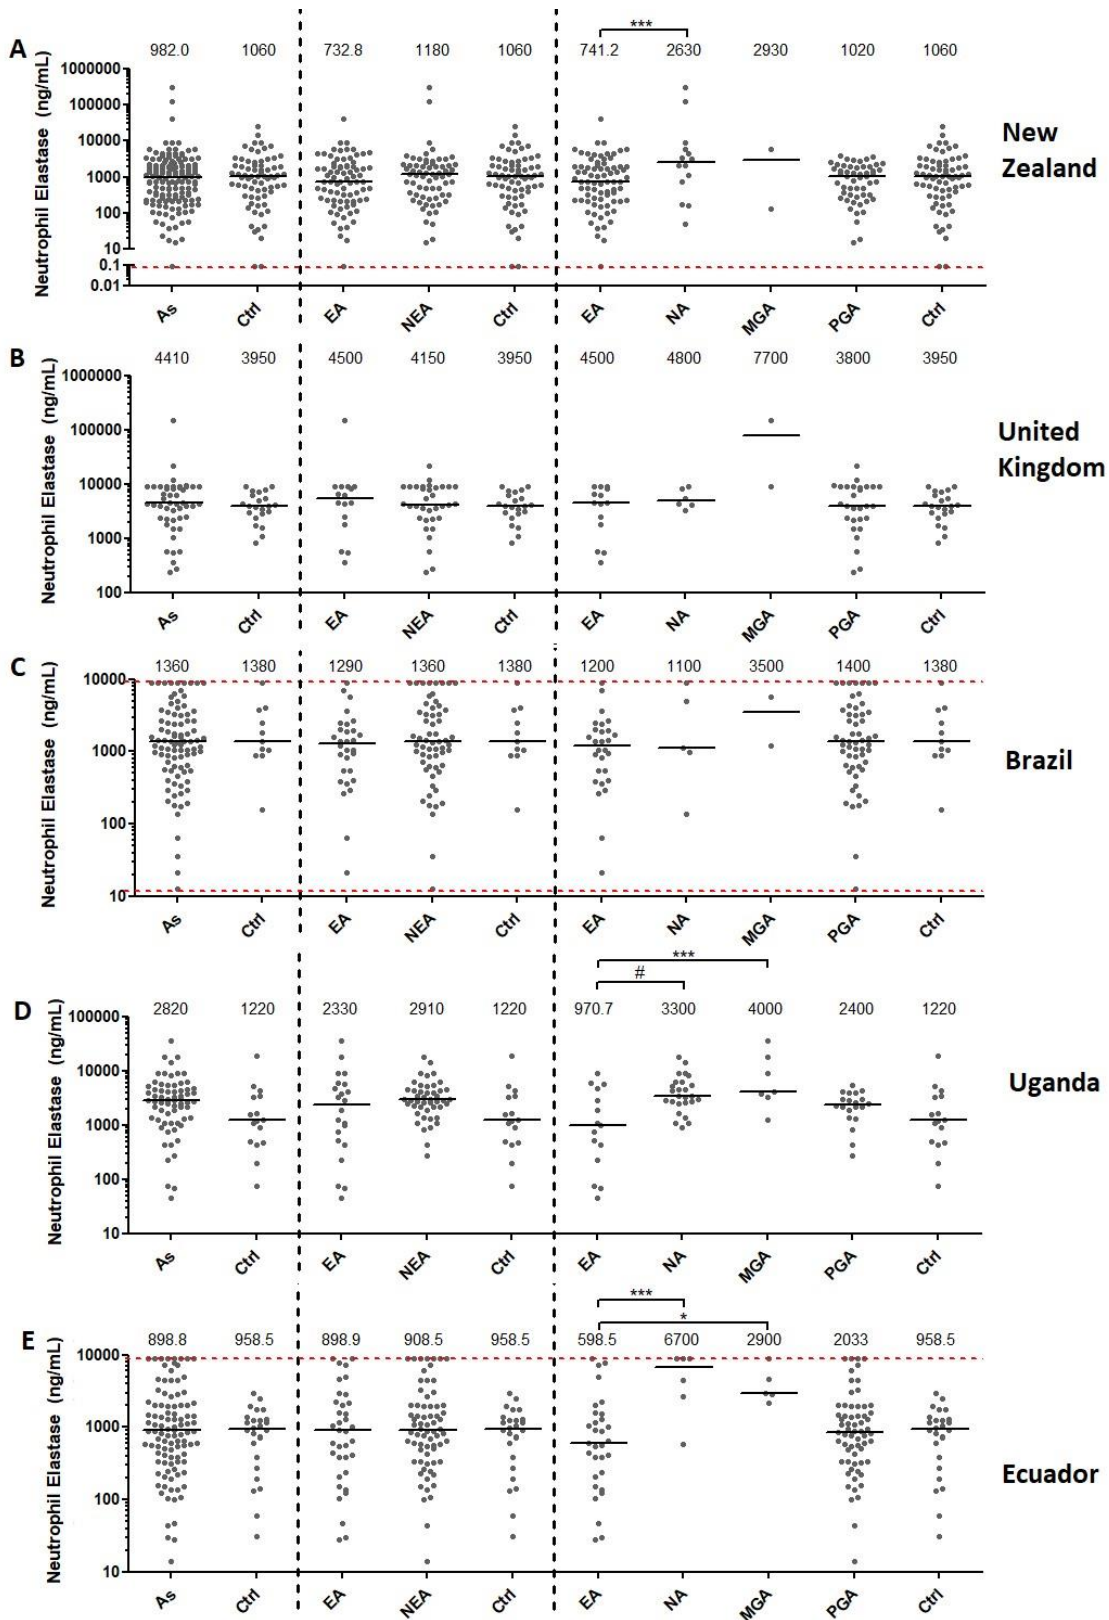 ***
A 982.0 1060 732.8 1180 1060 741.2 2630 2930 1020 1060
Neutrophil Elastase (ng/mL)
1000000
100000
10000
1000
100
10
0.1
0.01
New
Zealand
As Ctrl EA NEA Ctrl EA NA MGA PGA Ctrl
B 4410 3950 4500 4150 3950 4500 4800 7700 3800 3950
Neutrophil Elastase (ng/mL)
1000000
100000
10000
1000
100
United
Kingdom
As Ctrl EA NEA Ctrl EA NA MGA PGA Ctrl
C 1360 1380 1290 1360 1380 1200 1100 3500 1400 1380
Neutrophil Elastase (ng/mL)
10000
1000
100
10
Brazil
As Ctrl EA NEA Ctrl EA NA MGA PGA Ctrl
***
#
D 2820 1220 2330 2910 1220 970.7 3300 4000 2400 1220
Neutrophil Elastase (ng/mL)
100000
10000
1000
100
10
Uganda
As Ctrl EA NEA Ctrl EA NA MGA PGA Ctrl
***
*
E 898.8 958.5 898.9 908.5 958.5 598.5 6700 2900 2033 958.5
Neutrophil Elastase (ng/mL)
10000
1000
100
10
Ecuador
As Ctrl EA NEA Ctrl EA NA MGA PGA Ctrl